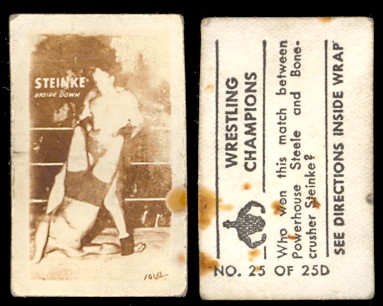 STEINKE
UPSIDE DOWN
WRESTLING
CHAMPIONS
Who won this match between
Powerhouse Steele and Bone-
crusher Steinke?
SEE DIRECTIONS INSIDE WRAP
NO. 25 OF 25D